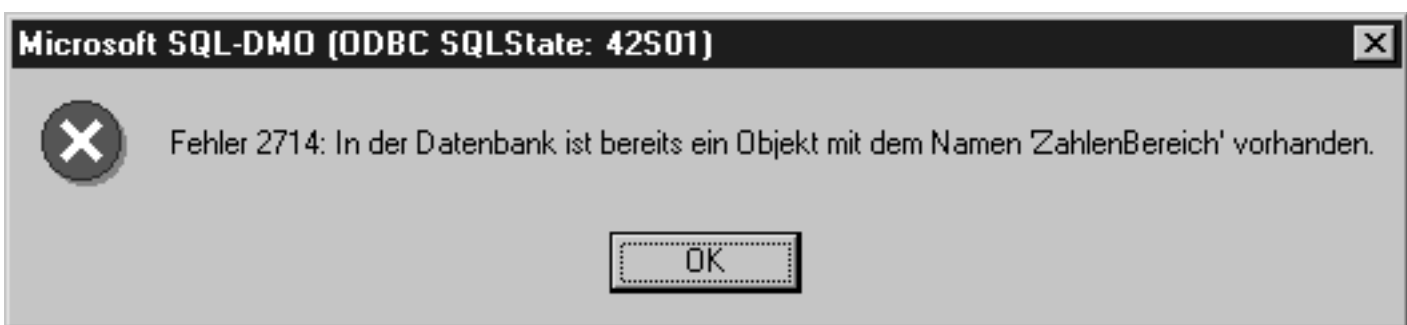 Microsoft SQL-DMO (ODBC SQLState: 42S01)
Fehler 2714: In der Datenbank ist bereits ein Objekt mit dem Namen 'ZahlenBereich' vorhanden.
OK